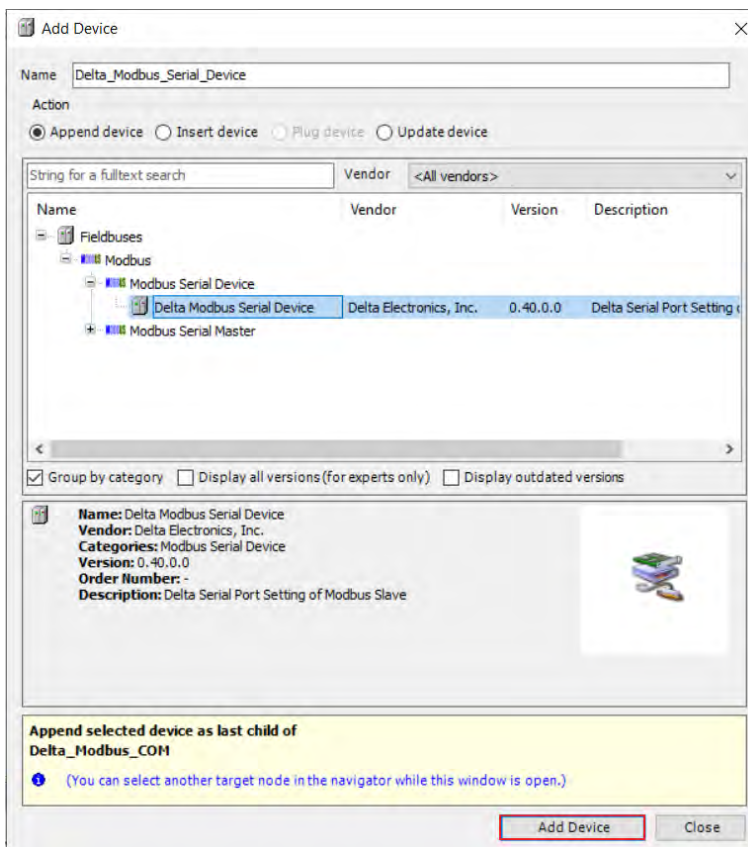 Add Device
Name Delta_Modbus_Serial_Device
Action
Append device Insert device Plug device Update device
String for a fulltext search Vendor <All vendors>
Name Vendor Version Description
Fieldbuses
Modbus
Modbus Serial Device
Delta Modbus Serial Device Delta Electronics, Inc. 0.40.0.0 Delta Serial Port Setting
Modbus Serial Master
Group by category Display all versions (for experts only) Display outdated versions
Name: Delta Modbus Serial Device
Vendor: Delta Electronics, Inc.
Categories: Modbus Serial Device
Version: 0.40.0.0
Order Number: -
Description: Delta Serial Port Setting of Modbus Slave
Append selected device as last child of
Delta_Modbus_COM
(You can select another target node in the navigator while this window is open.)
Add Device Close